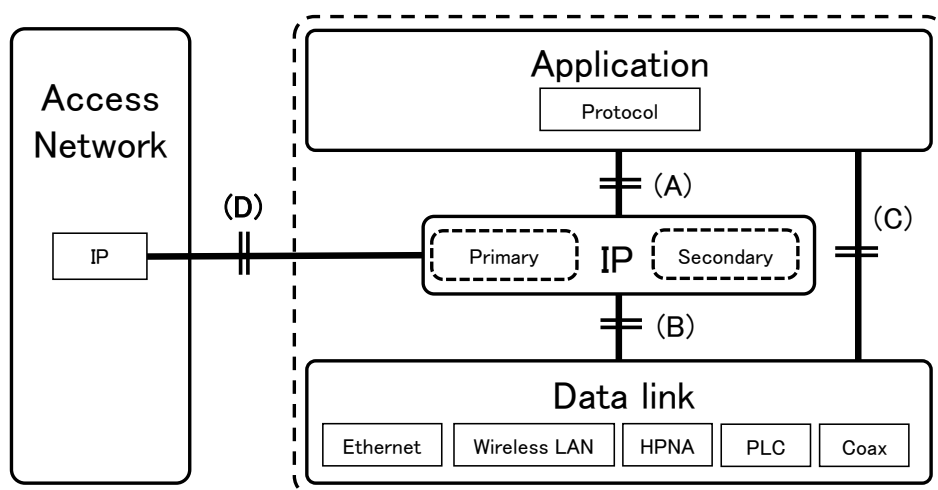 Access
Network
IP
(D)
Application
Protocol
(A)
(C)
Primary
IP
Secondary
(B)
Data link
Ethernet
Wireless LAN
HPNA
PLC
Coax